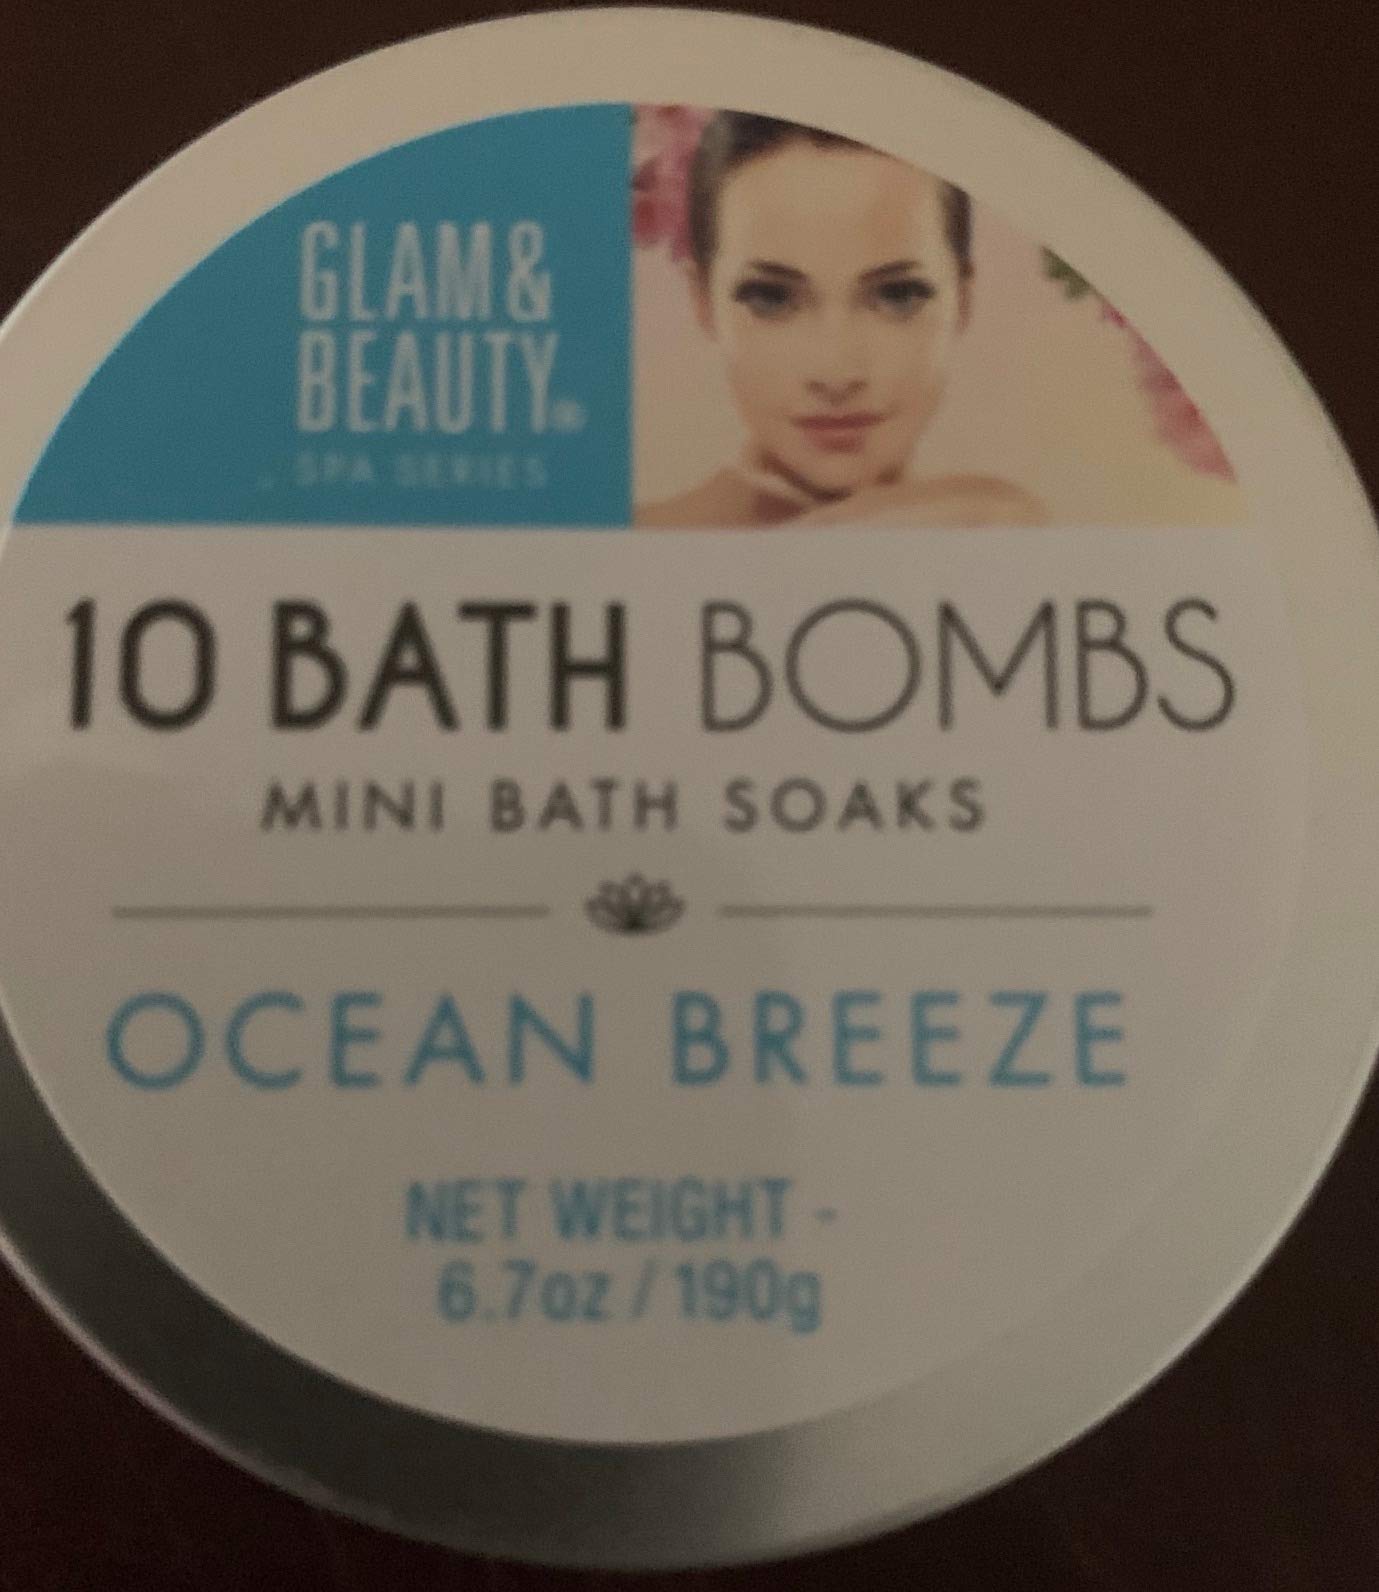 GLAM &
BEAUTY®
SPA SERIES
10 BATH BOMBS
MINI BATH SOAKS
OCEAN BREEZE
NET WEIGHT -
6.7oz / 190g